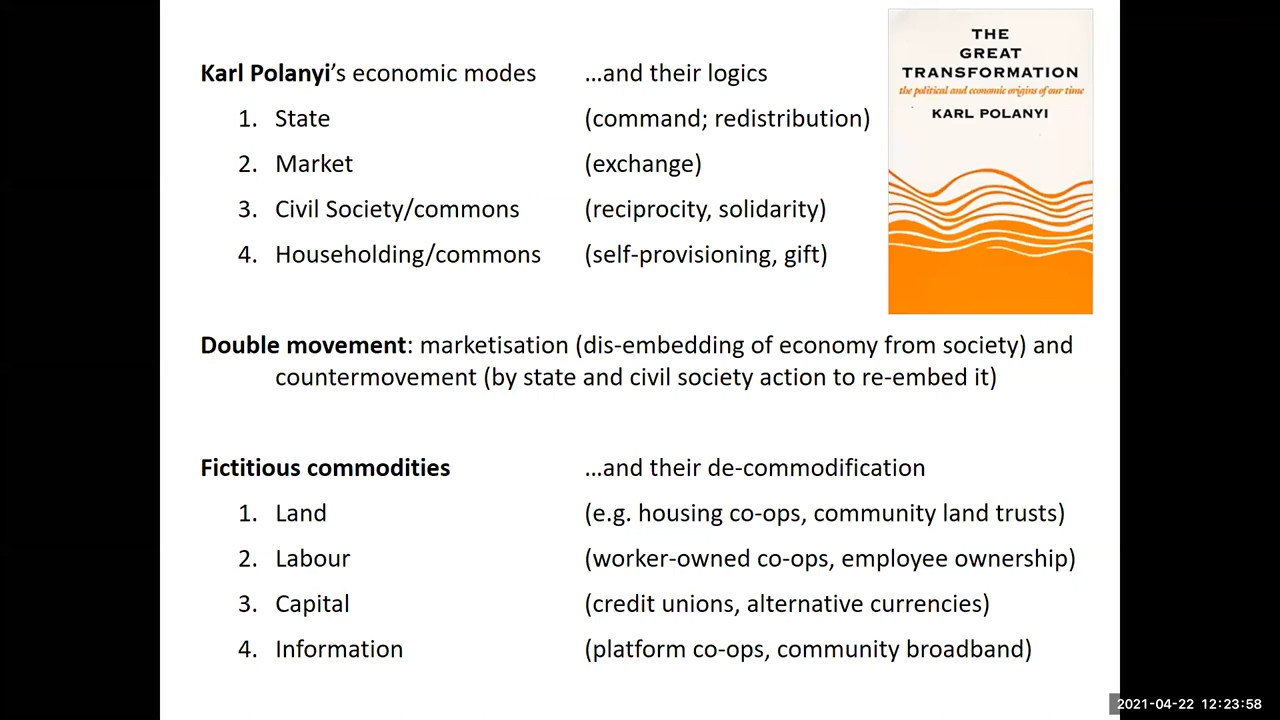 Karl Polanyi's economic modes …and their logics
1. State (command; redistribution)
2. Market (exchange)
3. Civil Society/commons (reciprocity, solidarity)
4. Householding/commons (self-provisioning, gift)
THE
GREAT
TRANSFORMATION
the political and economic origins of our time
KARL POLANYI
Double movement: marketisation (dis-embedding of economy from society) and
countermovement (by state and civil society action to re-embed it)
Fictitious commodities …and their de-commodification
1. Land (e.g. housing co-ops, community land trusts)
2. Labour (worker-owned co-ops, employee ownership)
3. Capital (credit unions, alternative currencies)
4. Information (platform co-ops, community broadband)
2021-04-22 12:23:58